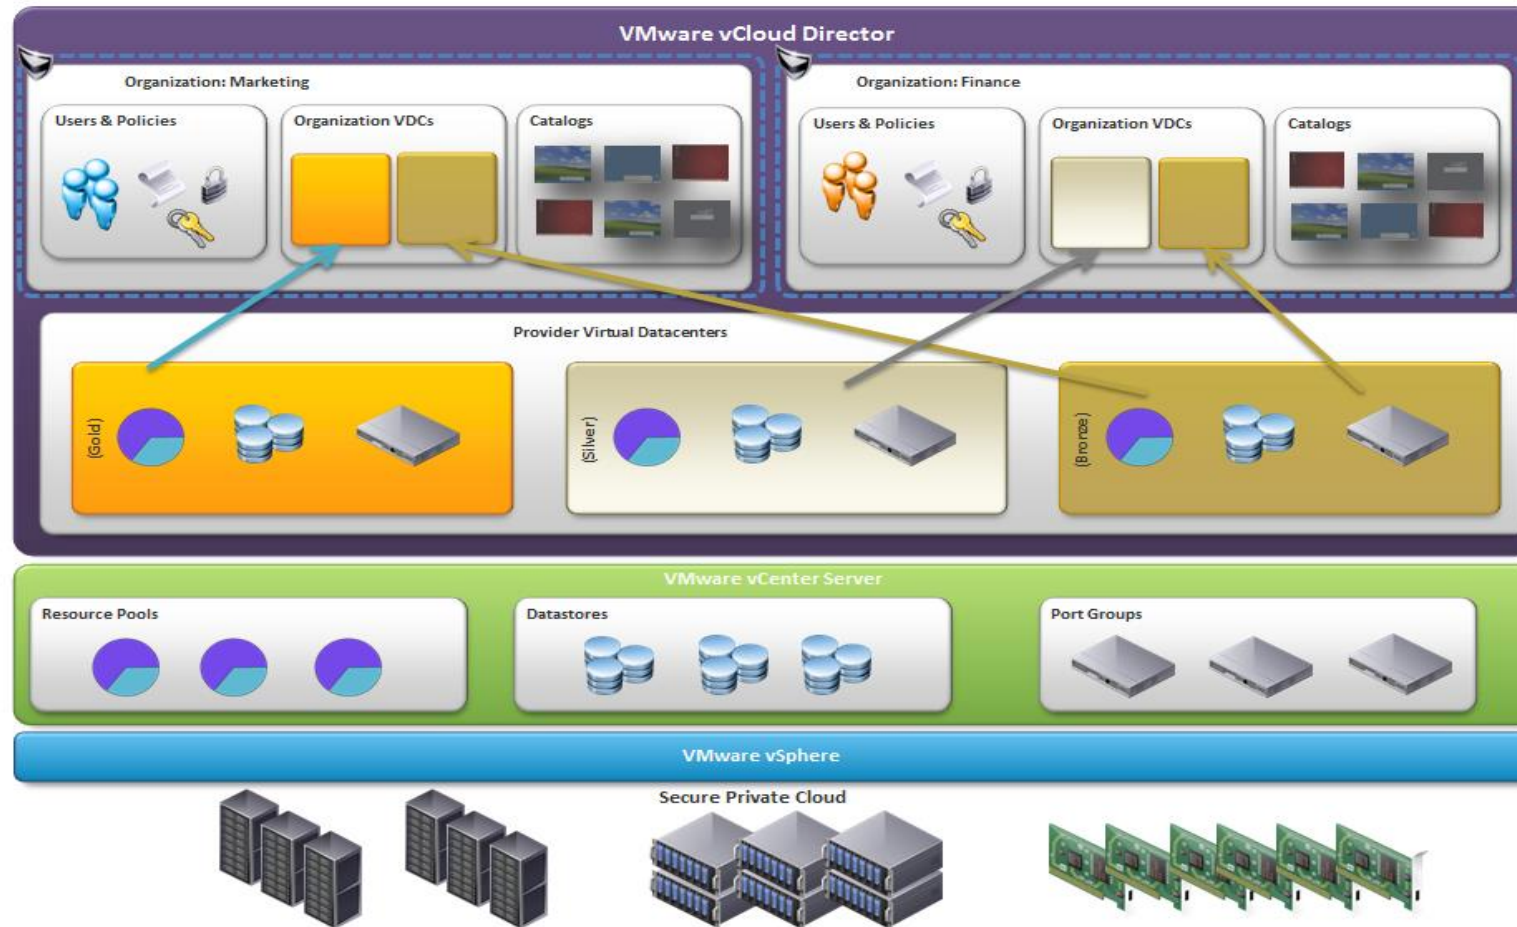 VMware vCloud Director
Organization: Marketing
Users & Policies
Organization VDCs
Catalogs
Organization: Finance
Users & Policies
Organization VDCs
Catalogs
Provider Virtual Datacenters
(Gold)
(Silver)
(Bronze)
VMware vCenter Server
Resource Pools
Datastores
Port Groups
VMware vSphere
Secure Private Cloud